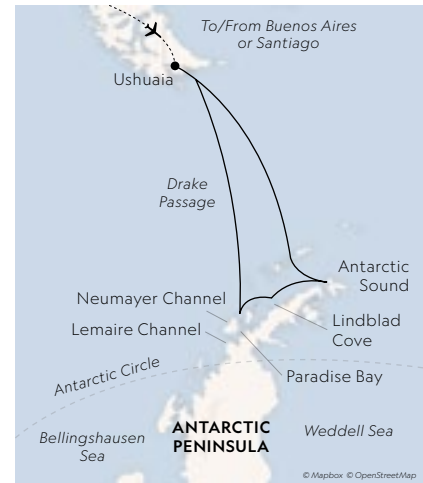 To/From Buenos Aires
or Santiago
Ushuaia
Drake
Passage
Antarctic
Sound
Neumayer Channel
Lindblad
Cove
Lemaire Channel
Paradise Bay
Antarctic Circle
ANTARCTIC
PENINSULA
Weddell Sea
Bellingshausen
Sea
© Mapbox © OpenStreetMap